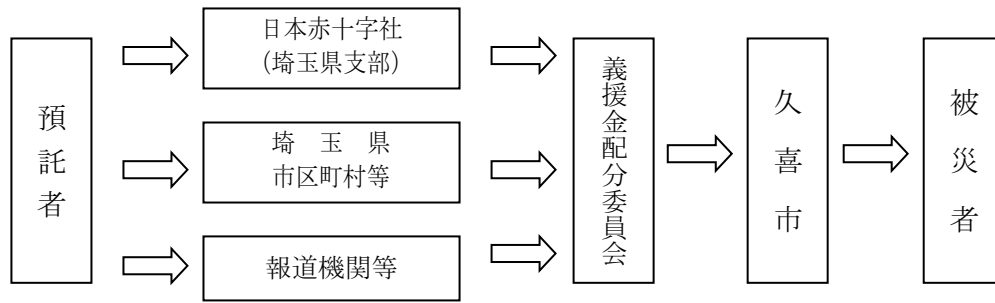 預託者
日本赤十字社
(埼玉県支部)
埼　玉　県
市区町村等
報道機関等
義援金配分委員会
久喜市
被災者